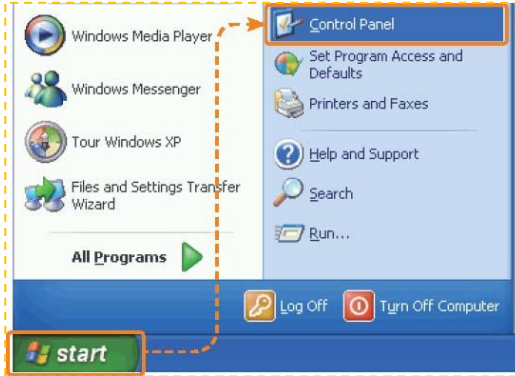 Windows Media Player
Windows Messenger
Tour Windows XP
Files and Settings Transfer
Wizard
All Programs
Control Panel
Set Program Access and
Defaults
Printers and Faxes
Help and Support
Search
Run...
Log Off
Turn Off Computer
start